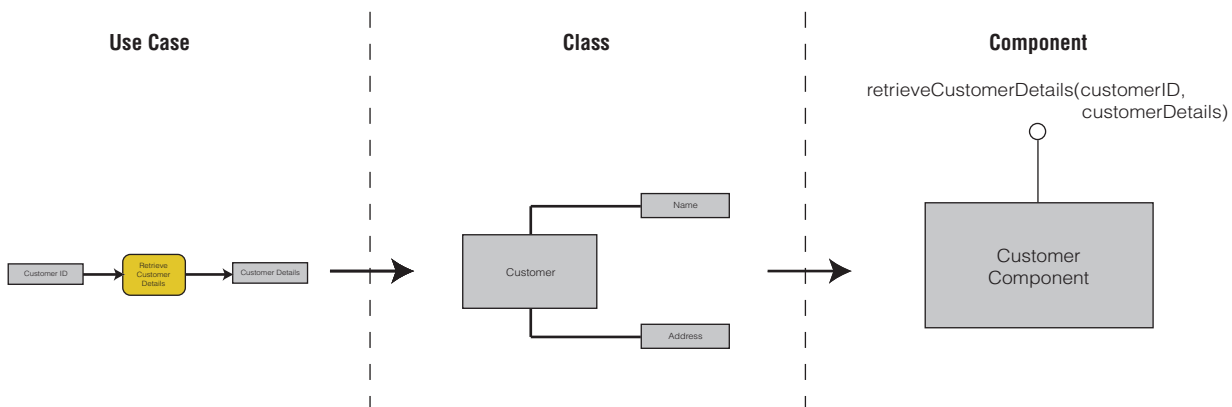 Use Case
Class
Component
retrieveCustomerDetails(customerID,
customerDetails)
Customer ID
Retrieve
Customer
Details
Customer Details
Name
Customer
Address
Customer
Component